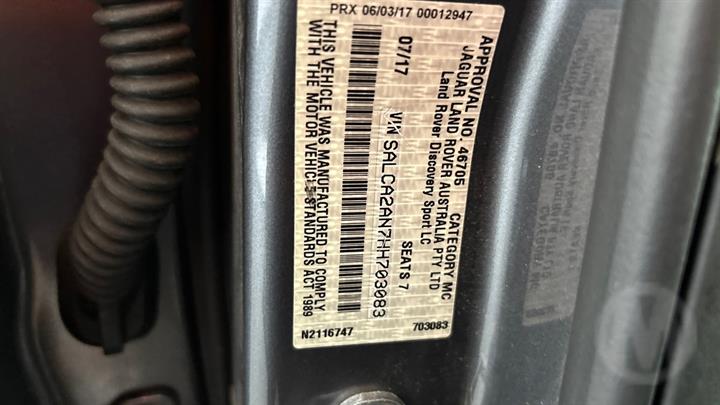 PRX 06/03/17 00012947
APPROVAL NO. 46705 CATEGORY MC
JAGUAR LAND ROVER AUSTRALIA PTY LTD
Land Rover Discovery Sport LC
07/17 SEATS 7
VIN SALCA2AN7HH703083
THIS VEHICLE WAS MANUFACTURED TO COMPLY
WITH THE MOTOR VEHICLE STANDARDS ACT 1989
N2116747 703083